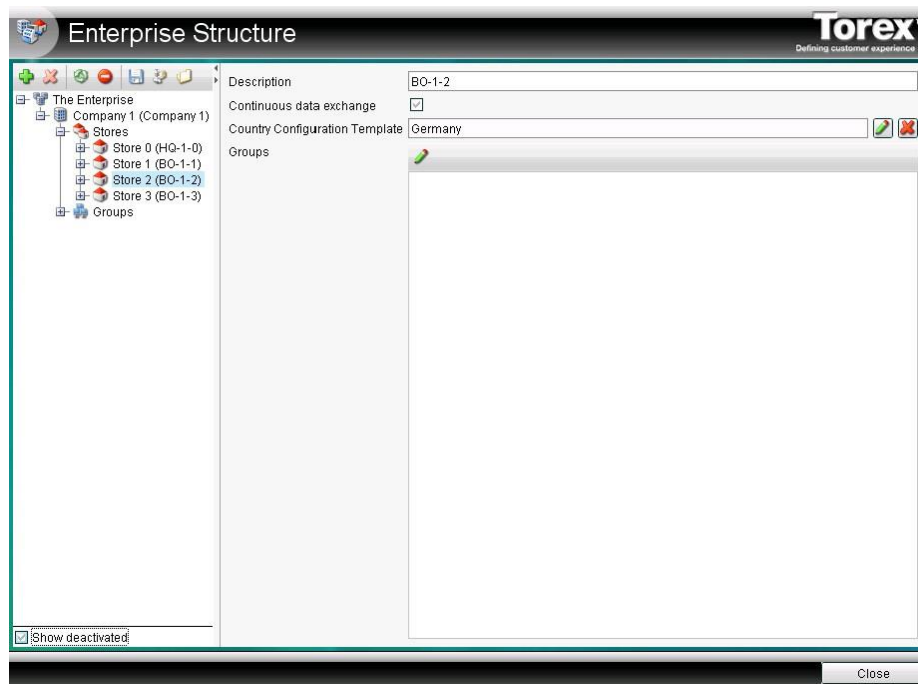 Enterprise Structure
Torex
Defining customer experience
The Enterprise
Company 1 (Company 1)
Stores
Store 0 (HQ-1-0)
Store 1 (BO-1-1)
Store 2 (BO-1-2)
Store 3 (BO-1-3)
Groups
Show deactivated
Description
BO-1-2
Continuous data exchange
Country Configuration Template
Germany
Groups
Close